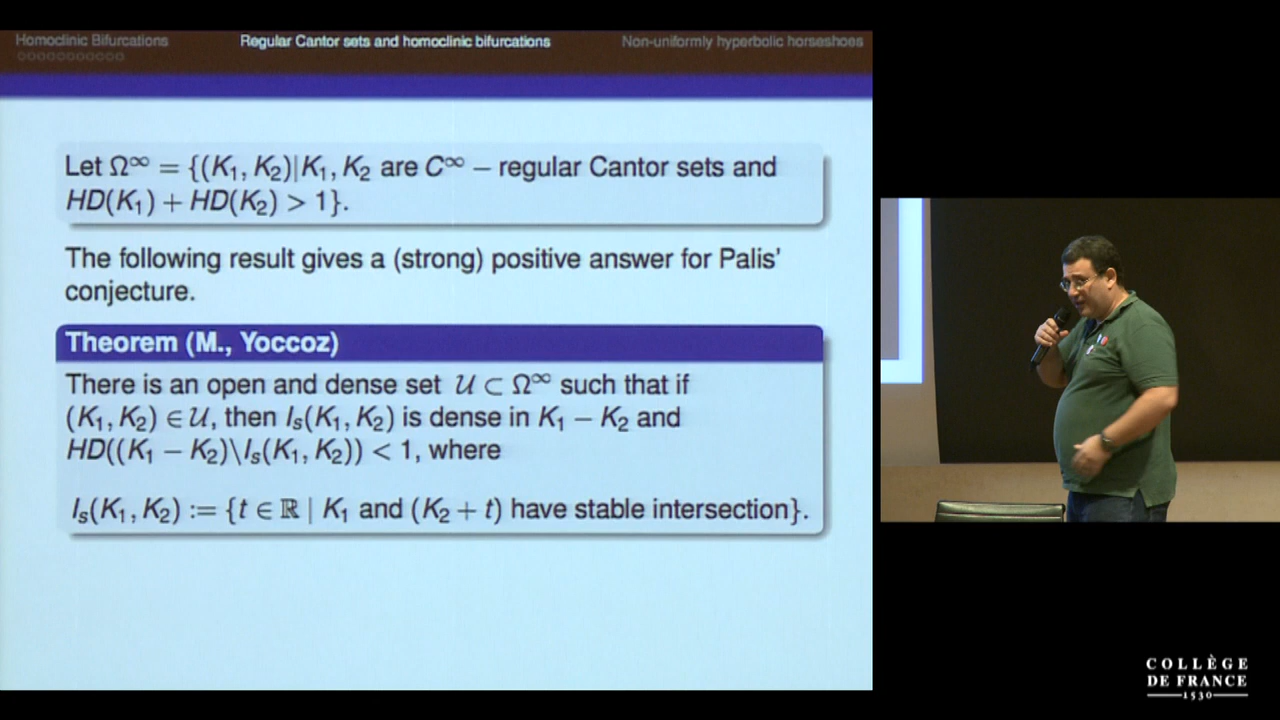 Homoclinic Bifurcations
Regular Cantor sets and homoclinic bifurcations
Non-uniformly hyperbolic horseshoes
Let Ω^∞ = {(K₁, K₂)|K₁, K₂ are C^∞ – regular Cantor sets and
HD(K₁) + HD(K₂) > 1}.
The following result gives a (strong) positive answer for Palis'
conjecture.
Theorem (M., Yoccoz)
There is an open and dense set 𝒰 ⊂ Ω^∞ such that if
(K₁, K₂) ∈ 𝒰, then Iₛ(K₁, K₂) is dense in K₁ – K₂ and
HD((K₁ – K₂)\Iₛ(K₁, K₂)) < 1, where
Iₛ(K₁, K₂) := {t ∈ ℝ | K₁ and (K₂ + t) have stable intersection}.
COLLÈGE
DE FRANCE
1530